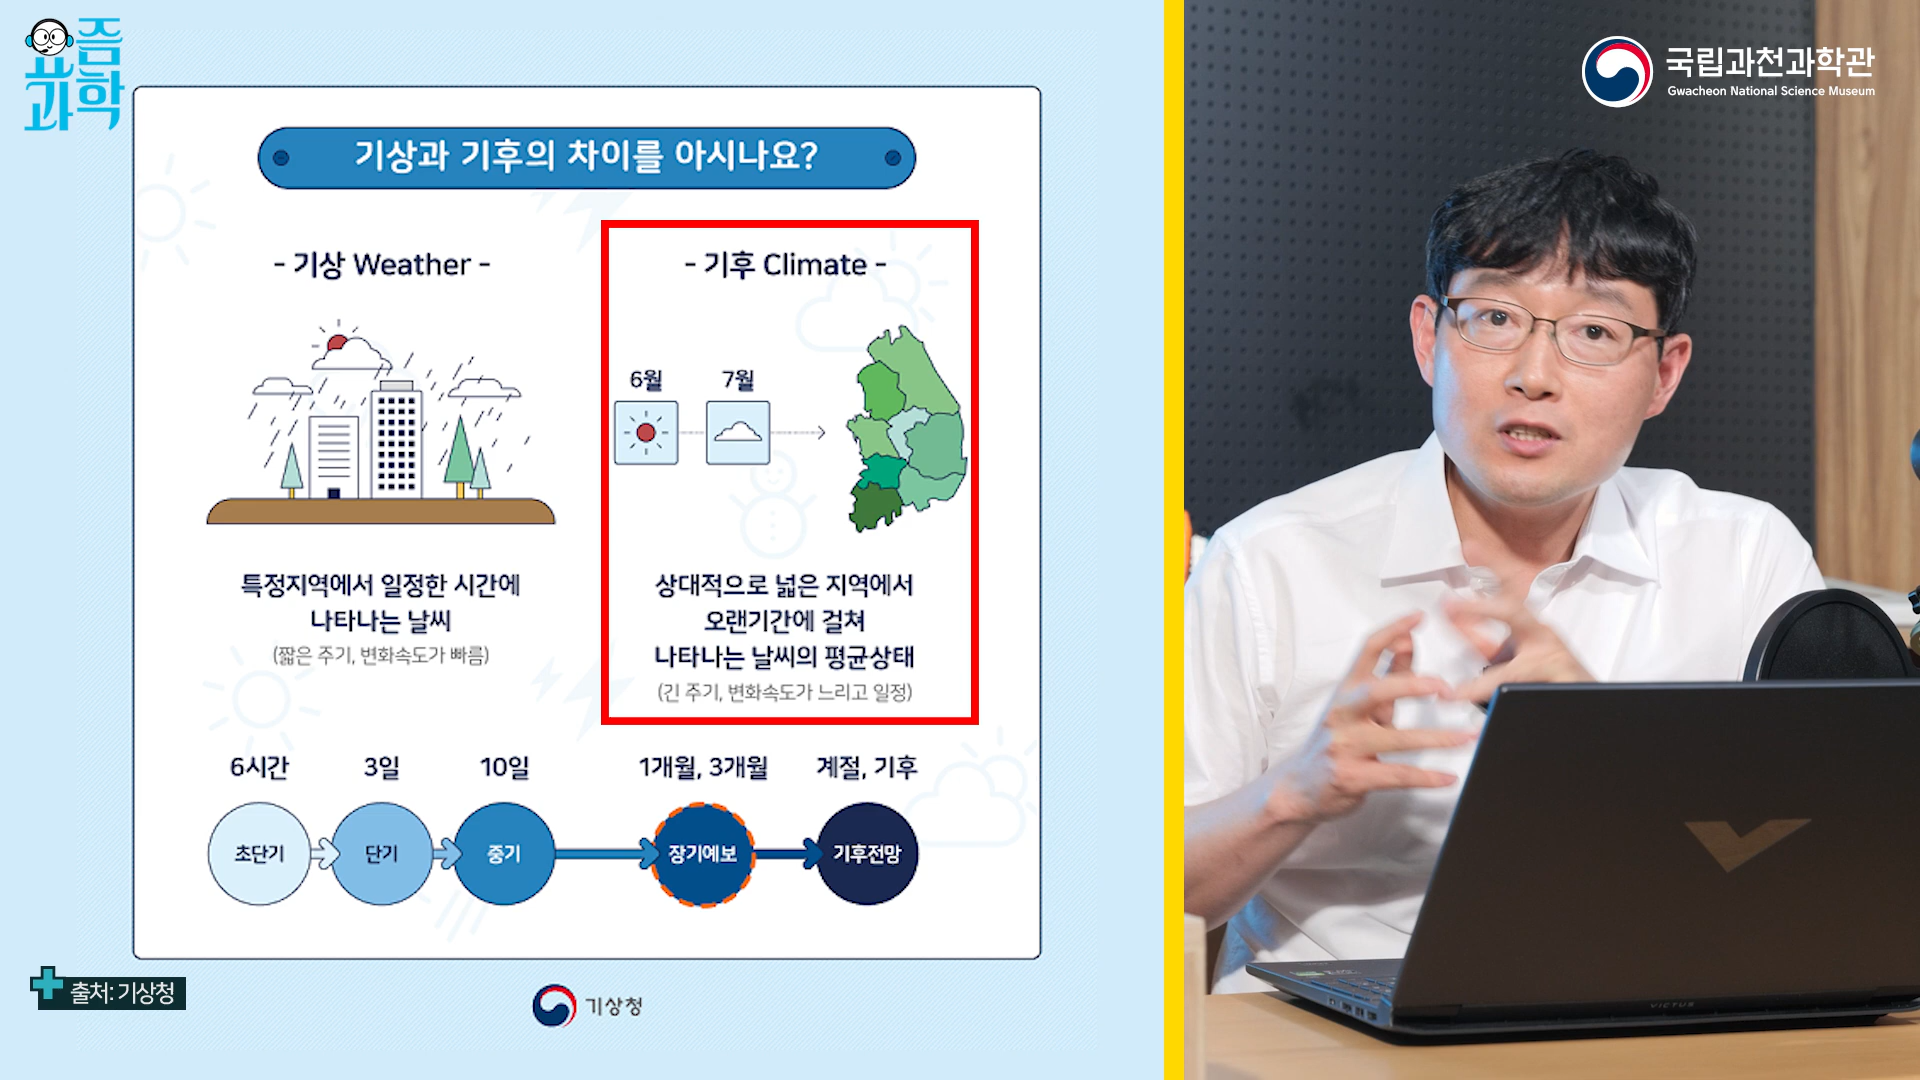 요즘과학
국립과천과학관
Gwacheon National Science Museum
기상과 기후의 차이를 아시나요?
- 기상 Weather -
- 기후 Climate -
6월
7월
특정지역에서 일정한 시간에
나타나는 날씨
(짧은 주기, 변화속도가 빠름)
상대적으로 넓은 지역에서
오랜기간에 걸쳐
나타나는 날씨의 평균상태
(긴 주기, 변화속도가 느리고 일정)
6시간
3일
10일
1개월, 3개월
계절, 기후
초단기
단기
중기
장기예보
기후전망
출처: 기상청
기상청
VICTUS